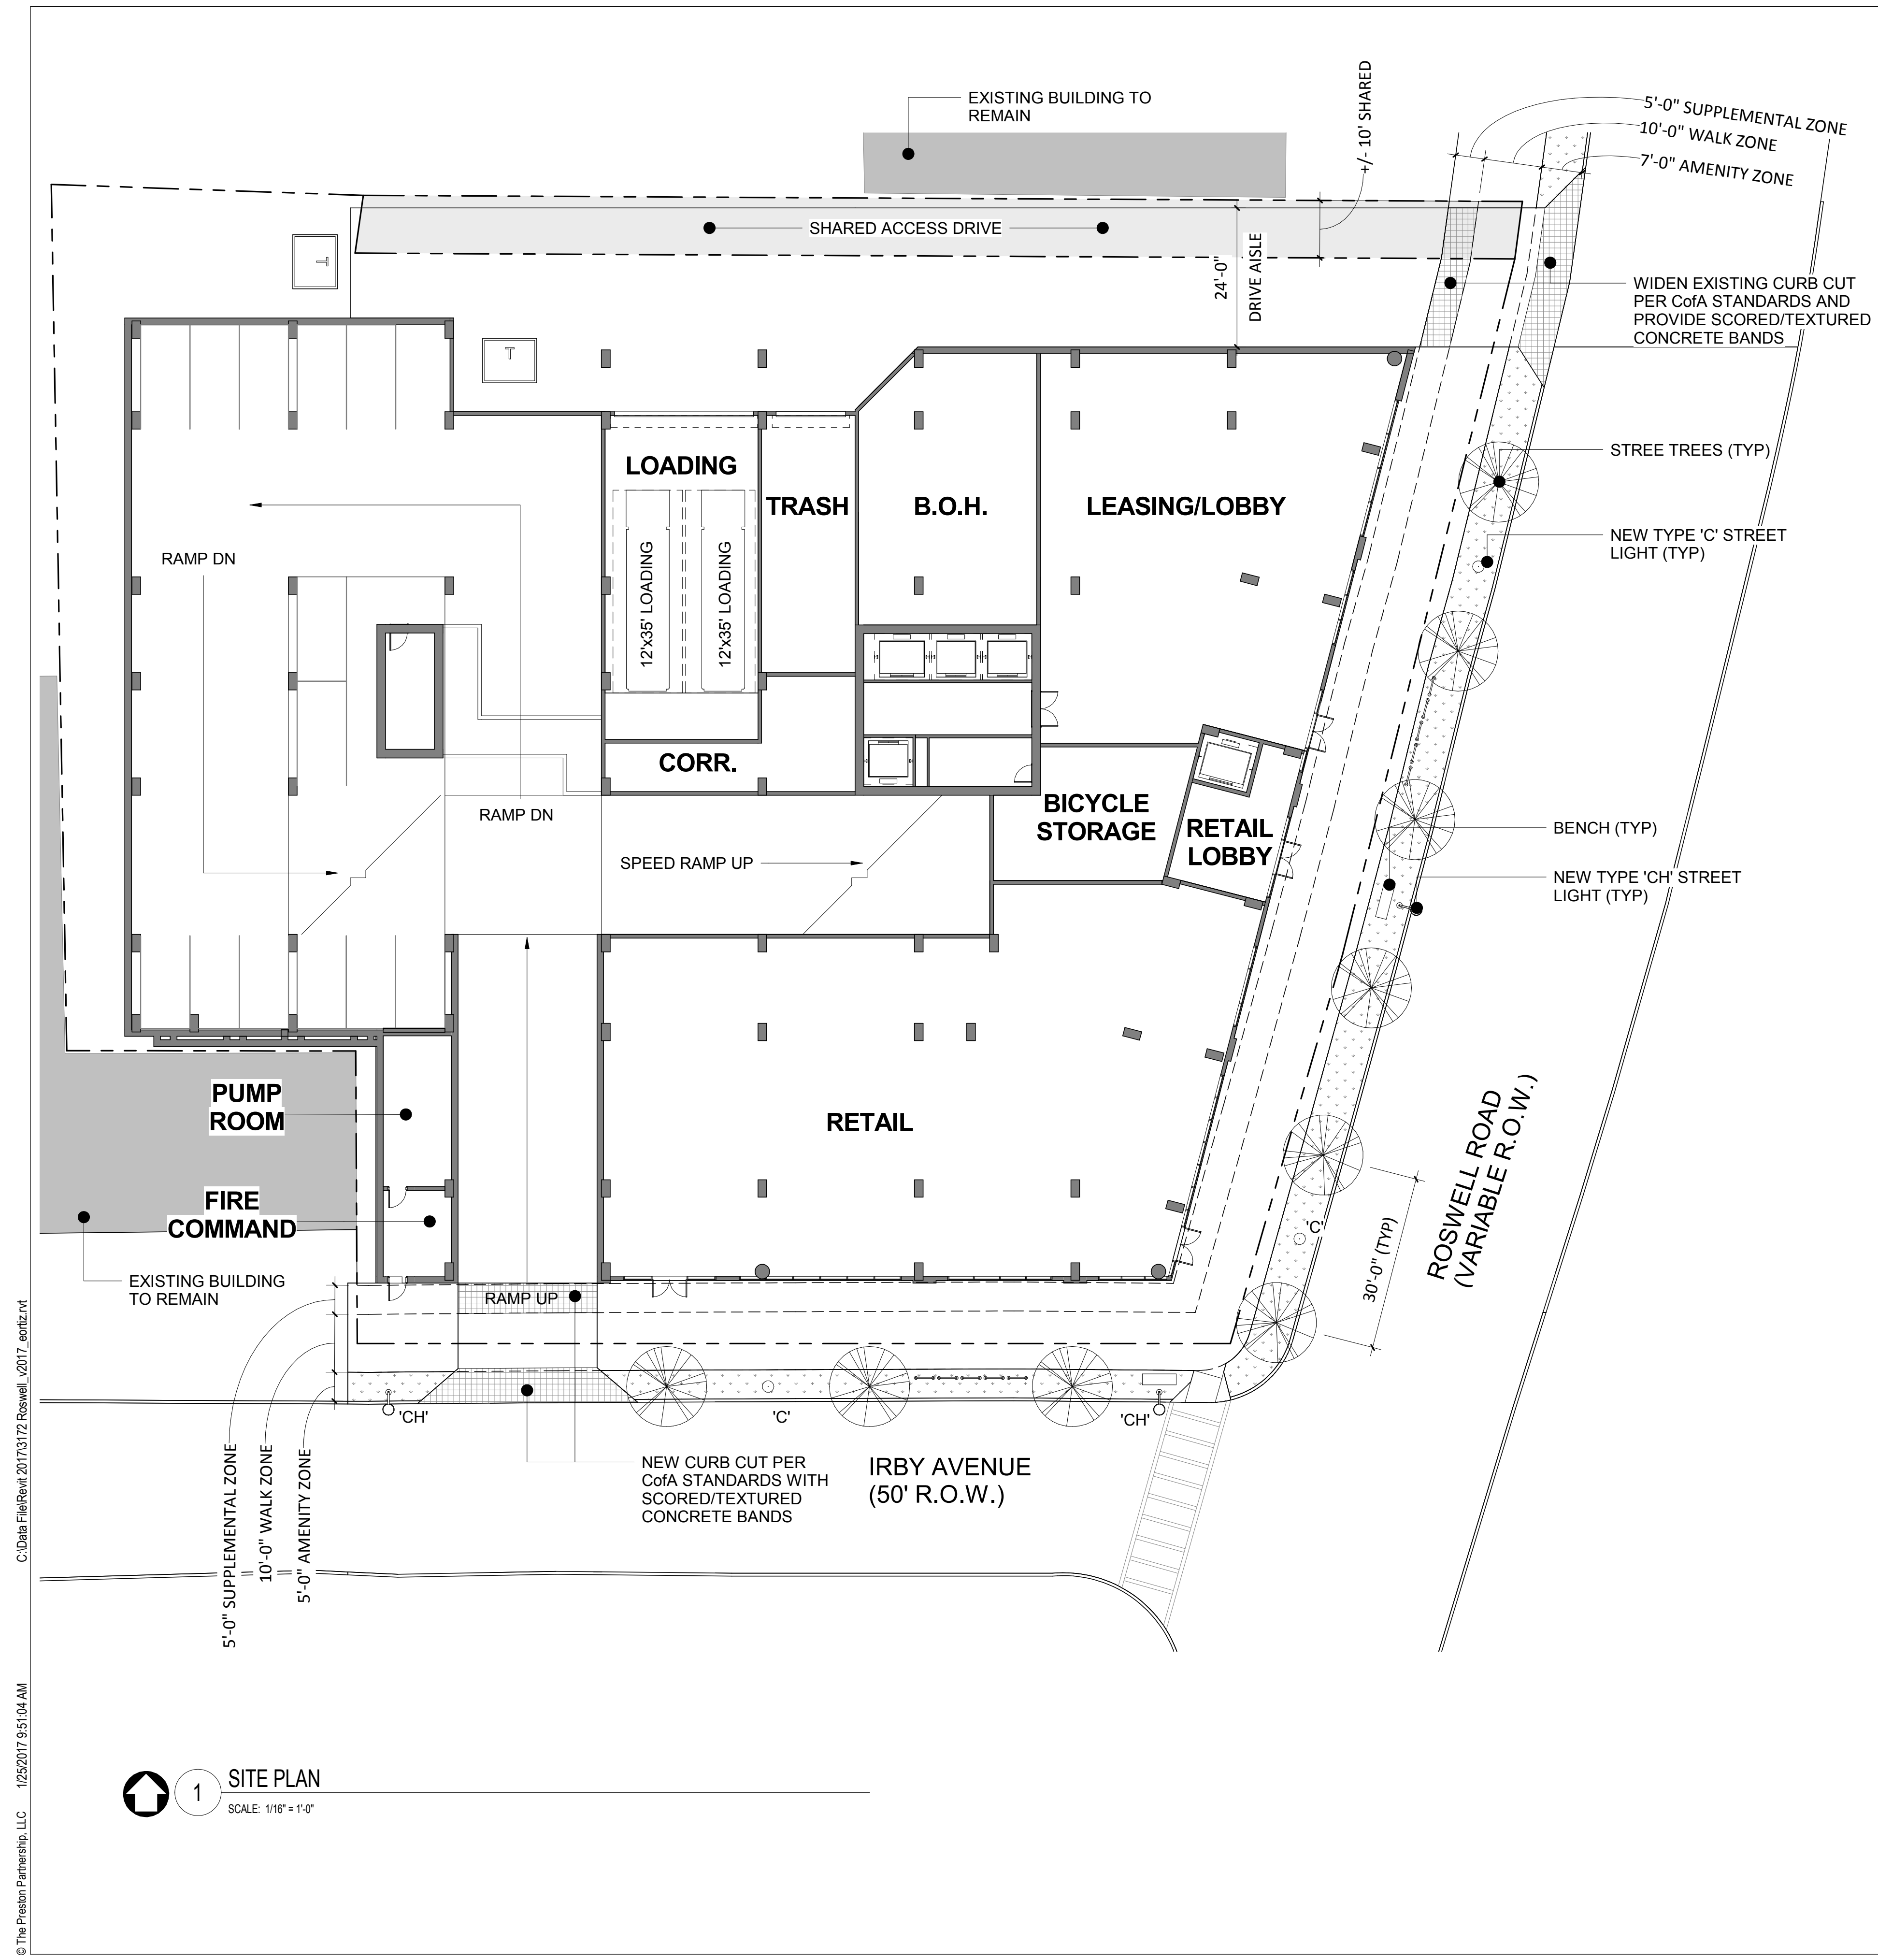 EXISTING BUILDING TO
REMAIN
+/- 10' SHARED
5'-0" SUPPLEMENTAL ZONE
10'-0" WALK ZONE
7'-0" AMENITY ZONE
SHARED ACCESS DRIVE
24'-0"
DRIVE AISLE
T
WIDEN EXISTING CURB CUT
PER CofA STANDARDS AND
PROVIDE SCORED/TEXTURED
CONCRETE BANDS
T
LOADING
TRASH
B.O.H.
LEASING/LOBBY
STREE TREES (TYP)
NEW TYPE 'C' STREET
LIGHT (TYP)
RAMP DN
12'x35' LOADING
12'x35' LOADING
CORR.
RAMP DN
BICYCLE
STORAGE
RETAIL
LOBBY
BENCH (TYP)
SPEED RAMP UP
NEW TYPE 'CH' STREET
LIGHT (TYP)
PUMP
ROOM
RETAIL
ROSWELL ROAD
(VARIABLE R.O.W.)
FIRE
COMMAND
'C'
30'-0" (TYP)
EXISTING BUILDING
TO REMAIN
RAMP UP
'CH'
'C'
'CH'
5'-0" SUPPLEMENTAL ZONE
10'-0" WALK ZONE
5'-0" AMENITY ZONE
NEW CURB CUT PER
CofA STANDARDS WITH
SCORED/TEXTURED
CONCRETE BANDS
IRBY AVENUE
(50' R.O.W.)
1
SITE PLAN
SCALE: 1/16" = 1'-0"
© The Preston Partnership, LLC 1/25/2017 9:51:04 AM C:\Data File\Revit 2017\3172 Roswell_v2017_eortiz.rvt